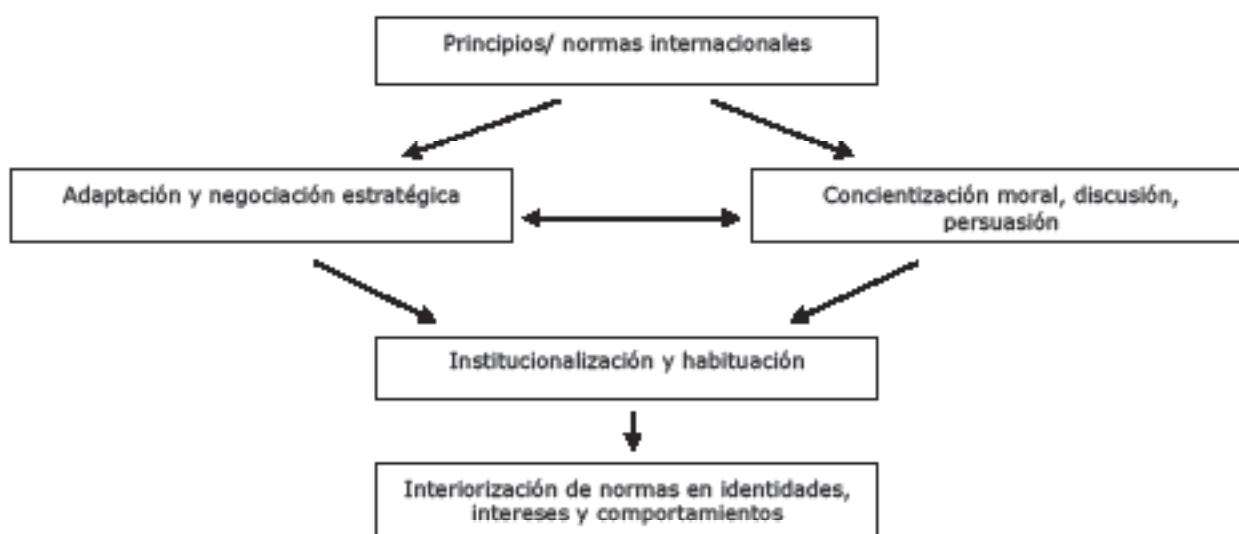 Principios/ normas internacionales
Adaptación y negociación estratégica
Concientización moral, discusión,
persuasión
Institucionalización y habituación
Interiorización de normas en identidades,
intereses y comportamientos